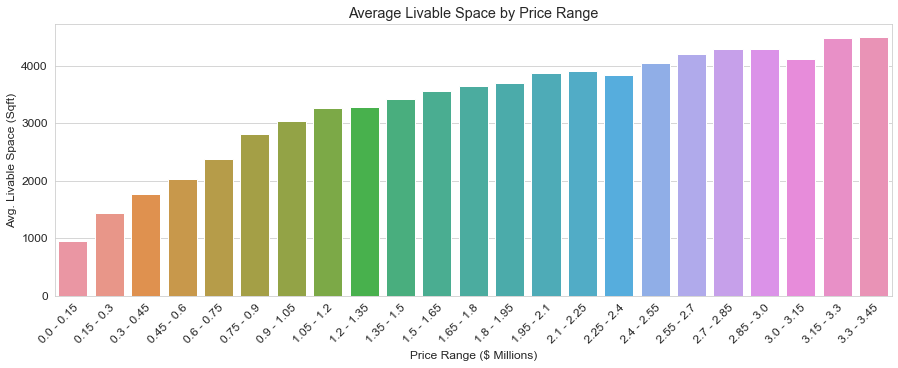 Average Livable Space by Price Range
Avg. Livable Space (Sqft)
4000
3000
2000
1000
0
0.0 - 0.15
0.15 - 0.3
0.3 - 0.45
0.45 - 0.6
0.6 - 0.75
0.75 - 0.9
0.9 - 1.05
1.05 - 1.2
1.2 - 1.35
1.35 - 1.5
1.5 - 1.65
1.65 - 1.8
1.8 - 1.95
1.95 - 2.1
2.1 - 2.25
2.25 - 2.4
2.4 - 2.55
2.55 - 2.7
2.7 - 2.85
2.85 - 3.0
3.0 - 3.15
3.15 - 3.3
3.3 - 3.45
Price Range ($ Millions)